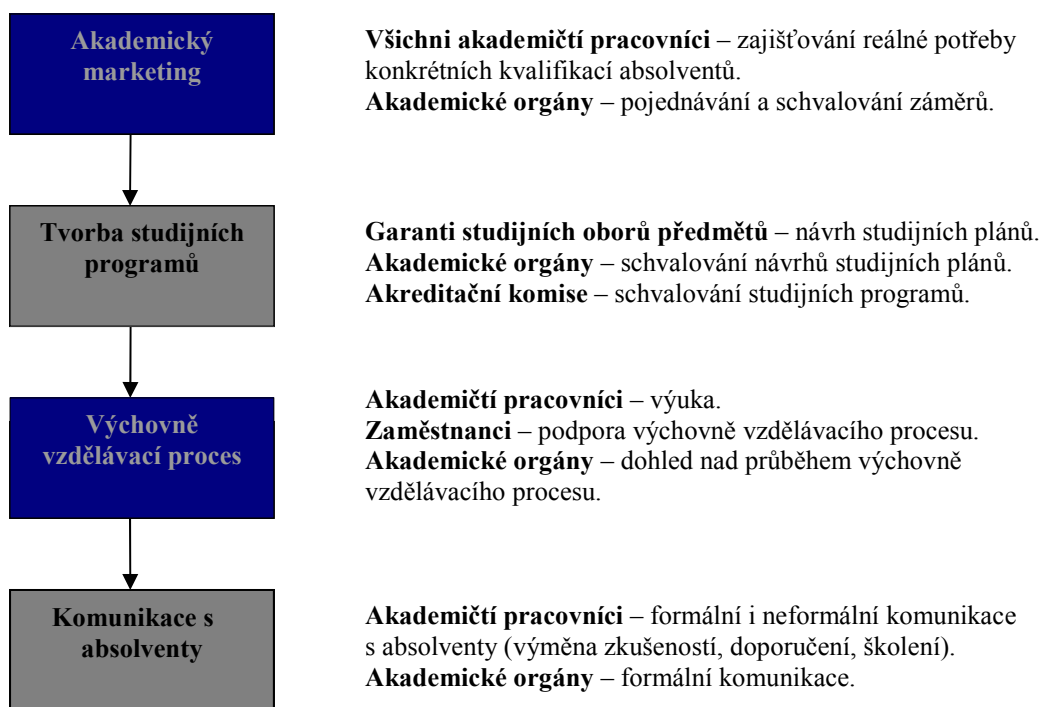 Akademický
marketing
Všichni akademičtí pracovníci – zajišťování reálné potřeby
konkrétních kvalifikací absolventů.
Akademické orgány – pojednávání a schvalování záměrů.
Tvorba studijních
programů
Garanti studijních oborů předmětů – návrh studijních plánů.
Akademické orgány – schvalování návrhů studijních plánů.
Akreditační komise – schvalování studijních programů.
Výchovně
vzdělávací proces
Akademičtí pracovníci – výuka.
Zaměstnanci – podpora výchovně vzdělávacího procesu.
Akademické orgány – dohled nad průběhem výchovně
vzdělávacího procesu.
Komunikace s
absolventy
Akademičtí pracovníci – formální i neformální komunikace
s absolventy (výměna zkušeností, doporučení, školení).
Akademické orgány – formální komunikace.